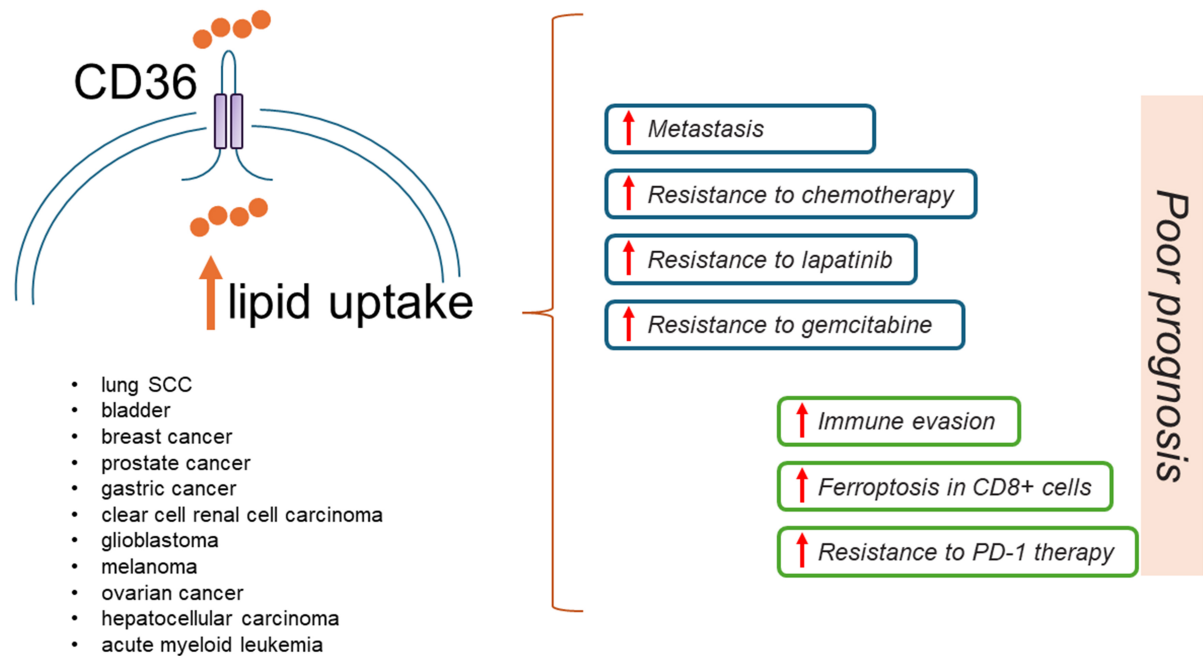 CD36
lipid uptake
• lung SCC
• bladder
• breast cancer
• prostate cancer
• gastric cancer
• clear cell renal cell carcinoma
• glioblastoma
• melanoma
• ovarian cancer
• hepatocellular carcinoma
• acute myeloid leukemia
Metastasis
Resistance to chemotherapy
Resistance to lapatinib
Resistance to gemcitabine
Immune evasion
Ferroptosis in CD8+ cells
Resistance to PD-1 therapy
Poor prognosis